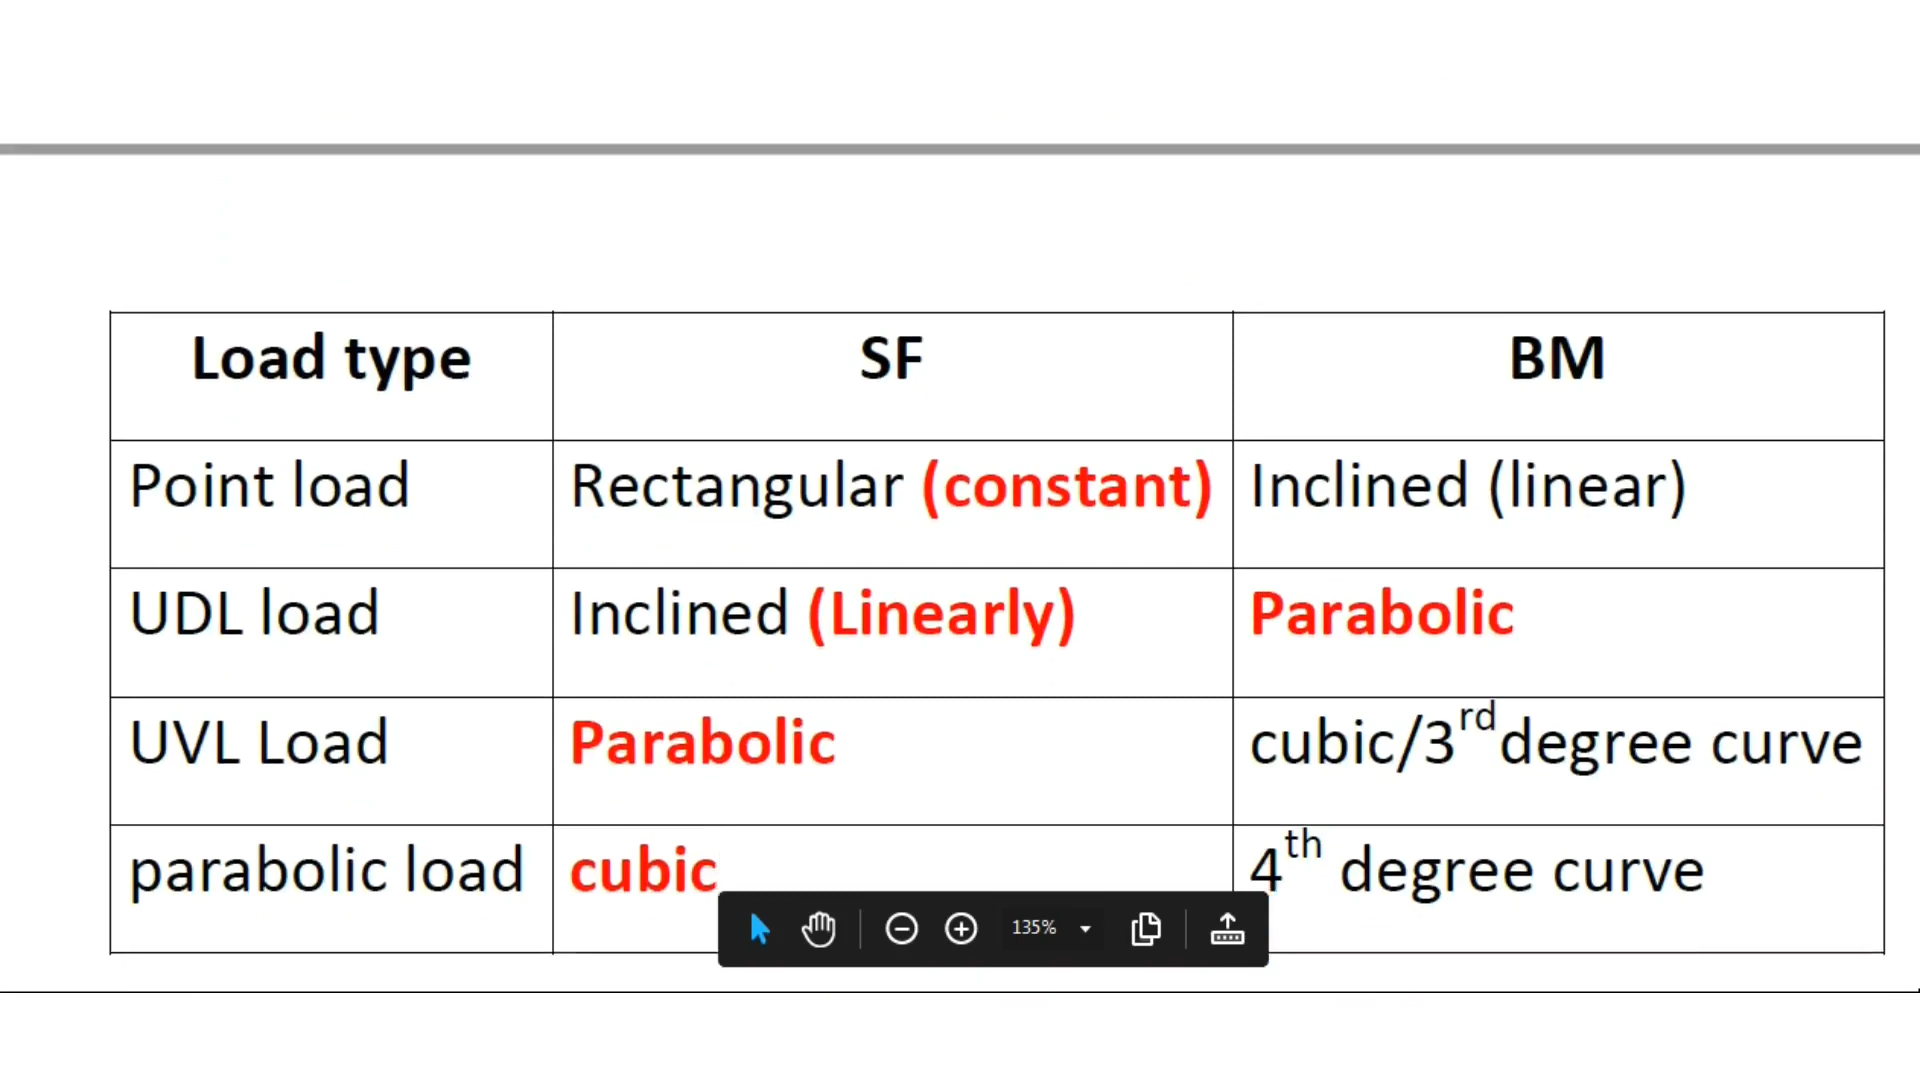 Load type SF BM
Point load Rectangular (constant) Inclined (linear)
UDL load Inclined (Linearly) Parabolic
UVL Load Parabolic cubic/3rd degree curve
parabolic load cubic 4th degree curve
135%